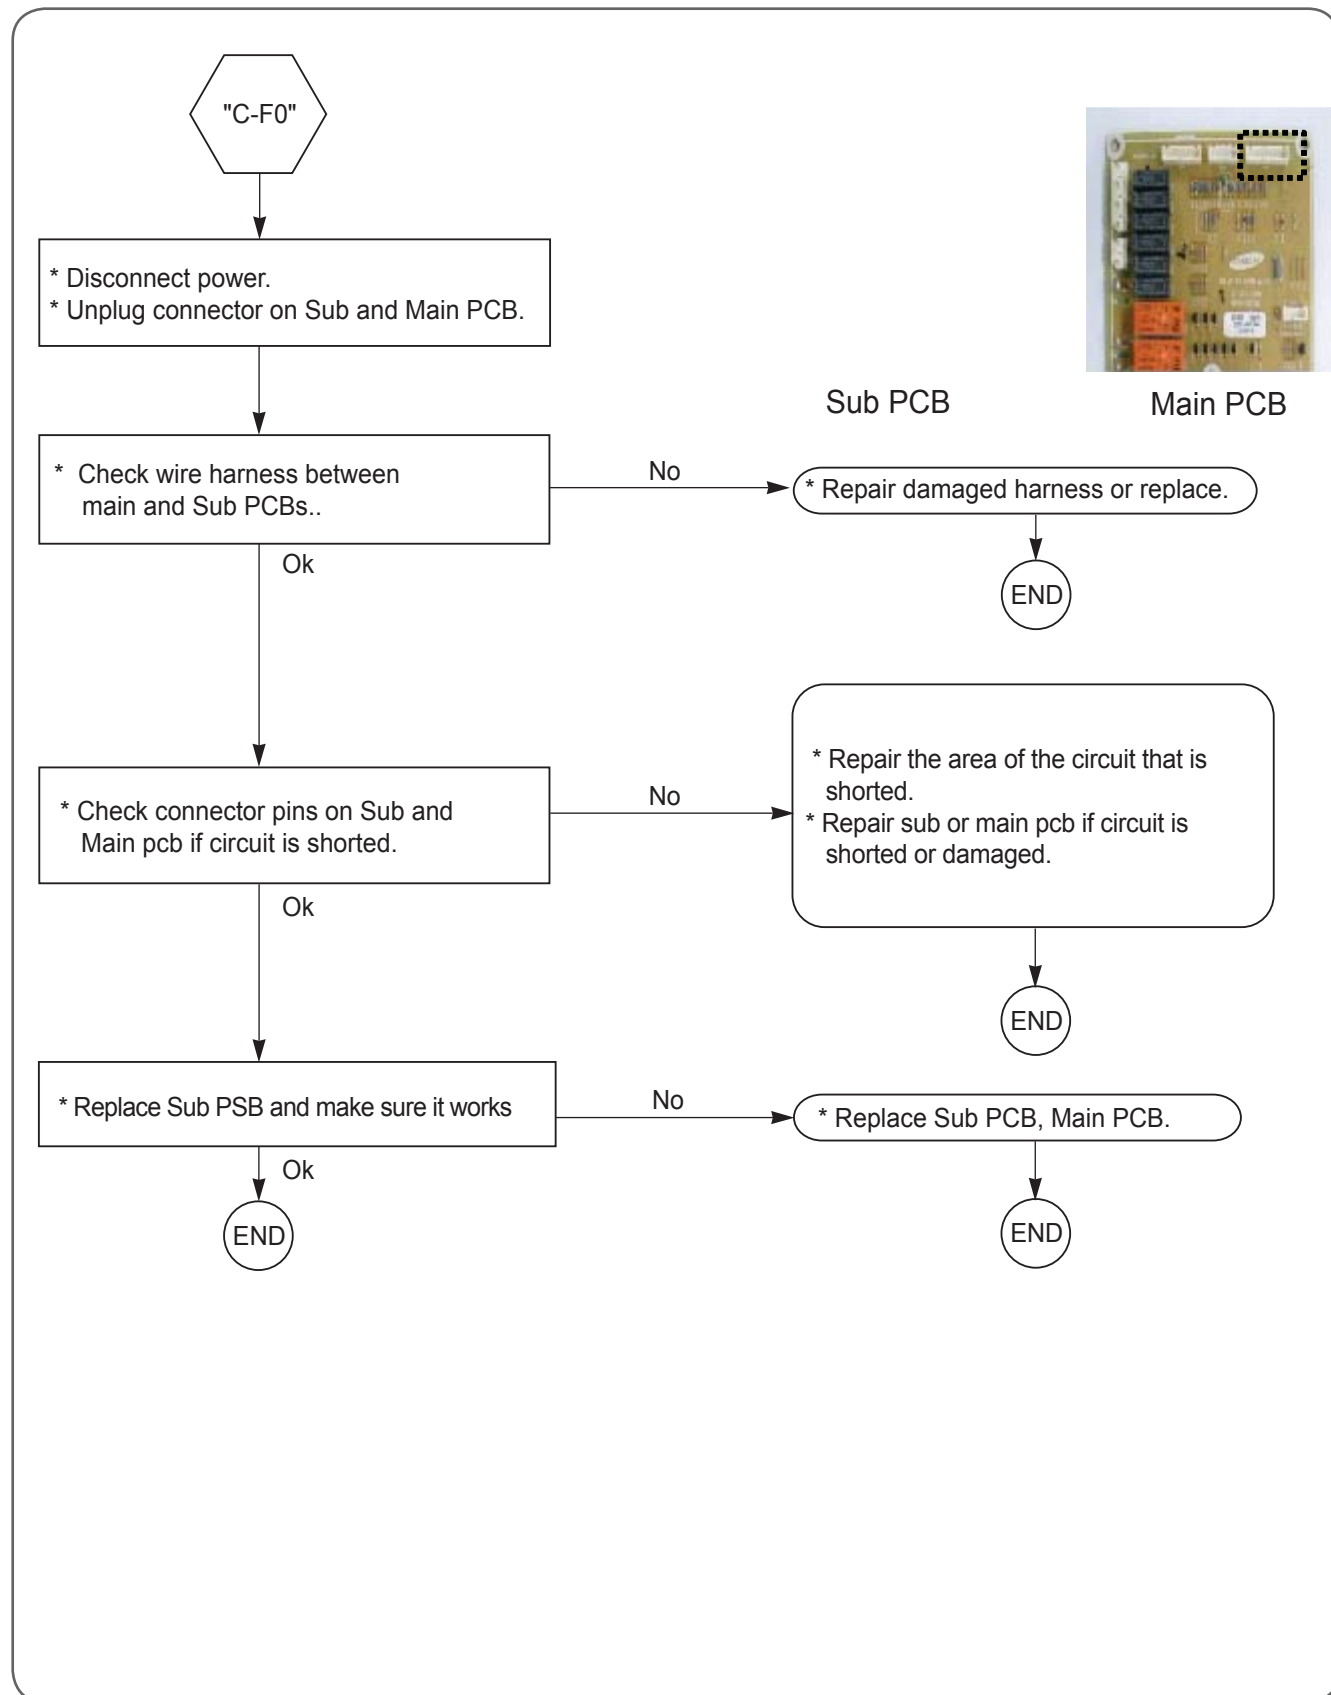 "C-F0"
* Disconnect power.
* Unplug connector on Sub and Main PCB.
Sub PCB
Main PCB
* Check wire harness between
main and Sub PCBs..
No
* Repair damaged harness or replace.
Ok
END
* Check connector pins on Sub and
Main pcb if circuit is shorted.
No
* Repair the area of the circuit that is
shorted.
* Repair sub or main pcb if circuit is
shorted or damaged.
Ok
END
* Replace Sub PSB and make sure it works
No
* Replace Sub PCB, Main PCB.
Ok
END
END